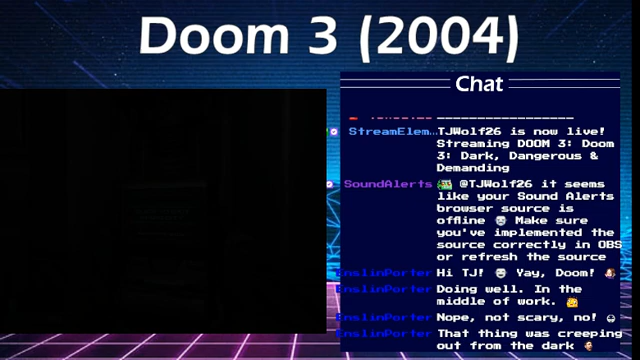 Doom 3 (2004)
Chat
StreamElem... TJWolf26 is now live!
Streaming DOOM 3: Doom
3: Dark, Dangerous &
Demanding
SoundAlerts @TJWolf26 it seems
like your Sound Alerts
browser source is
offline Make sure
you've implemented the
source correctly in OBS
or refresh the source
EnslinPorter Hi TJ! Yay, Doom!
EnslinPorter Doing well. In the
middle of work.
EnslinPorter Nope, not scary, no!
EnslinPorter That thing was creeping
out from the dark